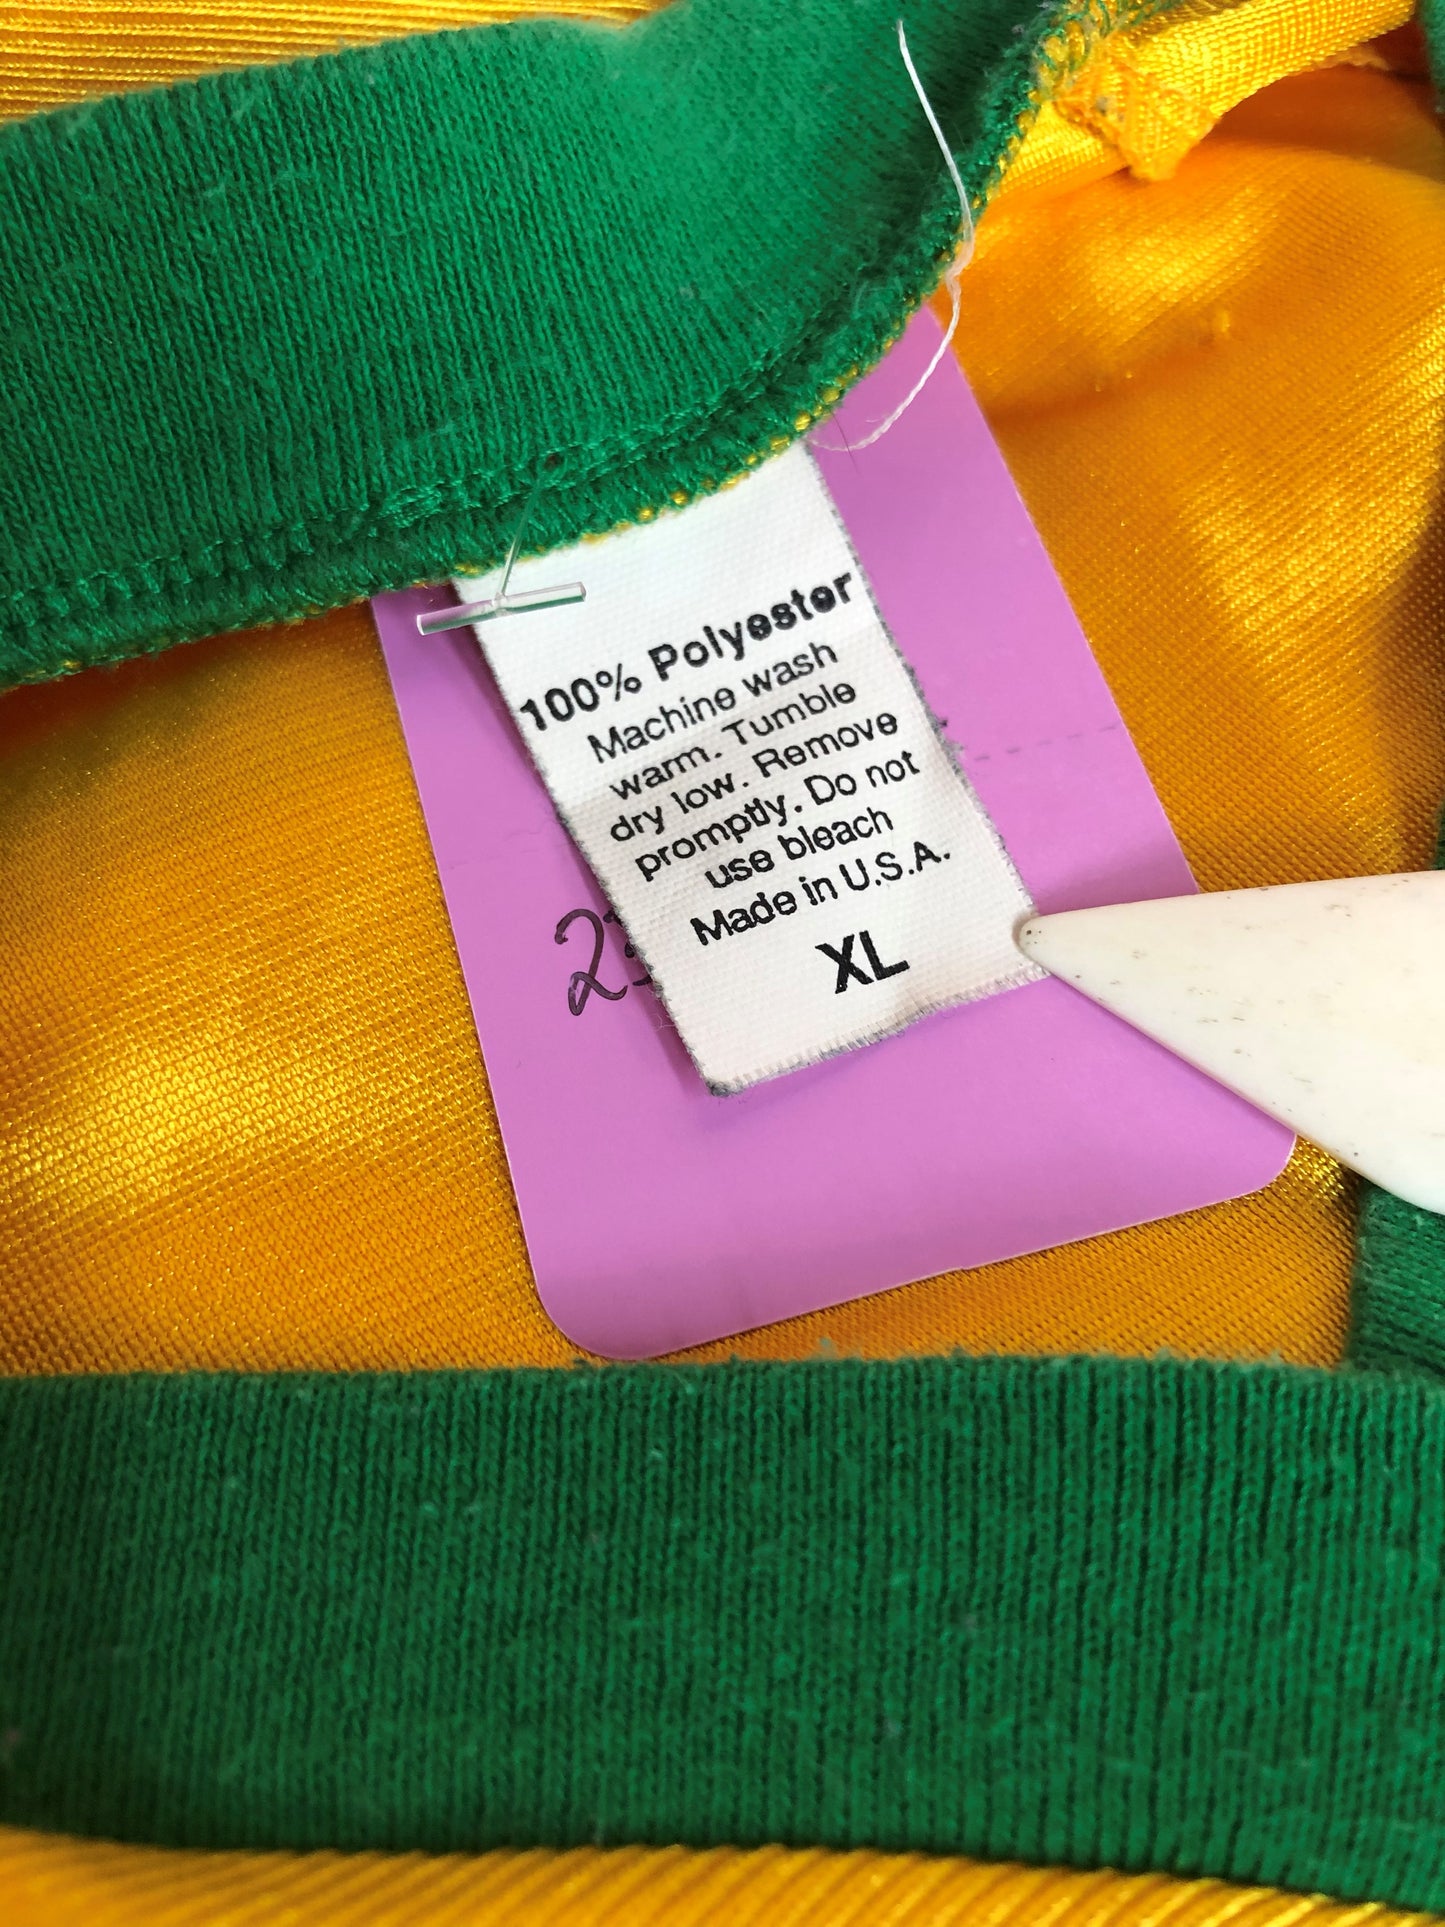 100% Polyester
Machine wash
warm. Tumble
dry low. Remove
promptly. Do not
use bleach
Made in U.S.A.
XL